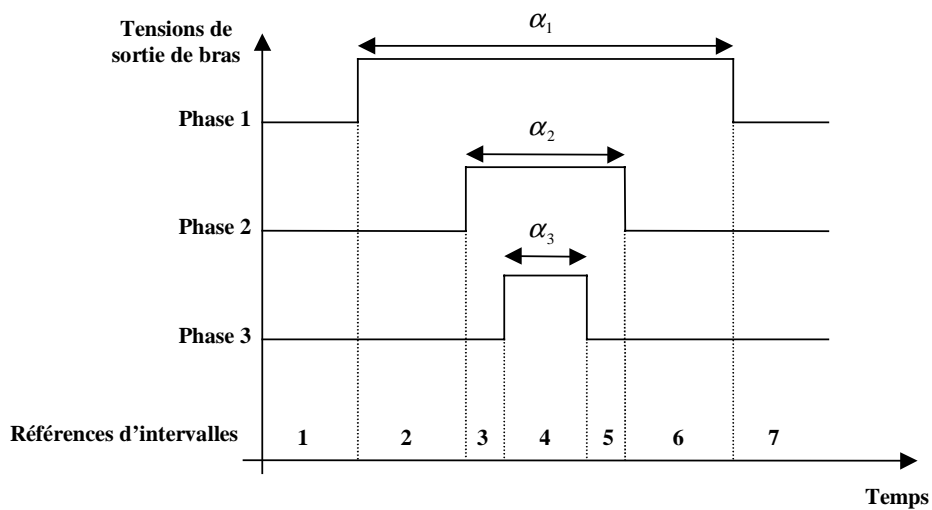 Tensions de
sortie de bras
α₁
Phase 1
α₂
Phase 2
α₃
Phase 3
Références d'intervalles 1 2 3 4 5 6 7
Temps